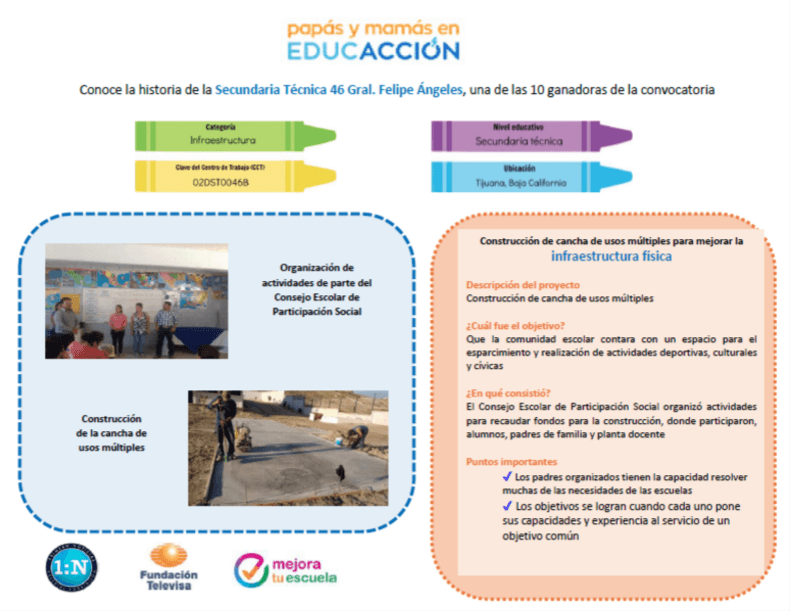 papás y mamás en
EDUCACCIÓN
Conoce la historia de la Secundaria Técnica 46 Gral. Felipe Ángeles, una de las 10 ganadoras de la convocatoria
Categoría
Infraestructura
Nivel educativo
Secundaria técnica
Clave del Centro de Trabajo (CCT)
02DST0046B
Ubicación
Tijuana, Baja California
Organización de
actividades de parte del
Consejo Escolar de
Participación Social
Construcción
de la cancha de
usos múltiples
Construcción de cancha de usos múltiples para mejorar la
infraestructura física
Descripción del proyecto
Construcción de cancha de usos múltiples
¿Cuál fue el objetivo?
Que la comunidad escolar contara con un espacio para el
esparcimiento y realización de actividades deportivas, culturales
y cívicas
¿En qué consistió?
El Consejo Escolar de Participación Social organizó actividades
para recaudar fondos para la construcción, donde participaron,
alumnos, padres de familia y planta docente
Puntos importantes
✓ Los padres organizados tienen la capacidad resolver
muchas de las necesidades de las escuelas
✓ Los objetivos se logran cuando cada uno pone
sus capacidades y experiencia al servicio de un
objetivo común
1:N
Fundación
Televisa
mejora
tu escuela